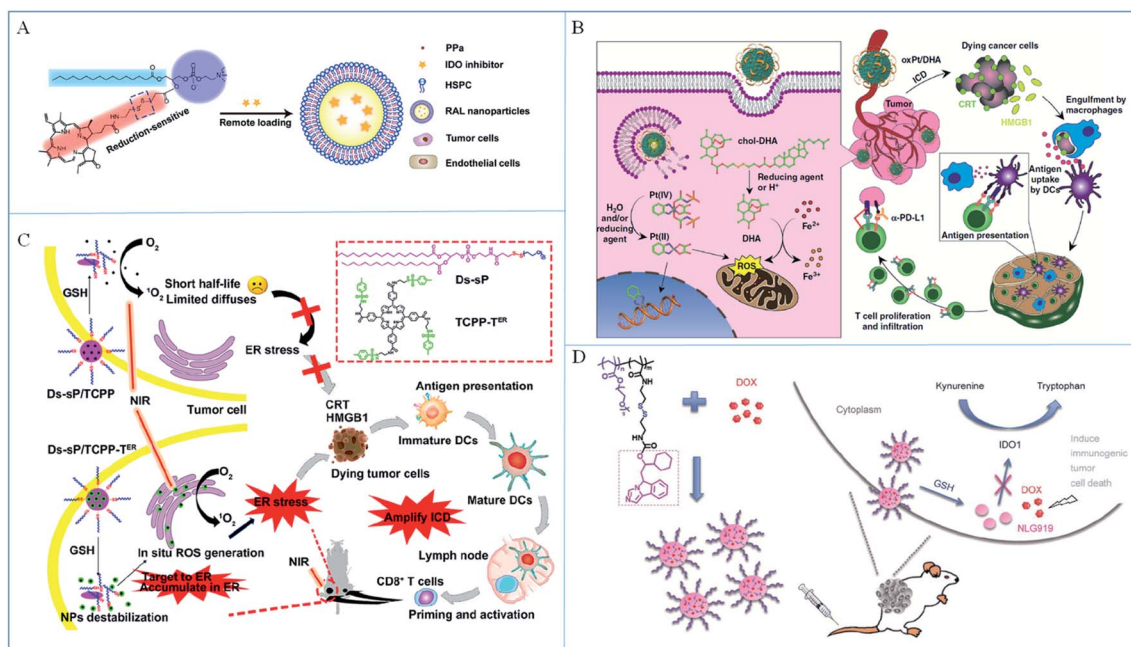 A
PPa
IDO inhibitor
HSPC
RAL nanoparticles
Tumor cells
Endothelial cells
Reduction-sensitive
Remote loading
B
oxPt/DHA
ICD
Dying cancer cells
CRT
HMGB1
Tumor
Engulfment by
macrophages
Antigen
uptake
by DCs
α-PD-L1
Antigen presentation
T cell proliferation
and infiltration
chol-DHA
Reducing agent
or H+
Pt(IV)
H2O
and/or
reducing
agent
Pt(II)
DHA
Fe2+
ROS
Fe3+
C
O2
GSH
1O2
Short half-life
Limited diffuses
ER stress
Ds-sP/TCPP
NIR
Tumor cell
Ds-sP
TCPP-TER
CRT
HMGB1
Dying tumor cells
Antigen presentation
Immature DCs
Mature DCs
Ds-sP/TCPP-TER
O2
1O2
ER stress
Amplify ICD
GSH
In situ ROS generation
Target to ER
Accumulate in ER
NPs destabilization
NIR
Lymph node
CD8+ T cells
Priming and activation
D
DOX
Cytoplasm
Kynurenine
Tryptophan
IDO1
GSH
DOX
NLG919
Induce
immunogenic
tumor
cell death